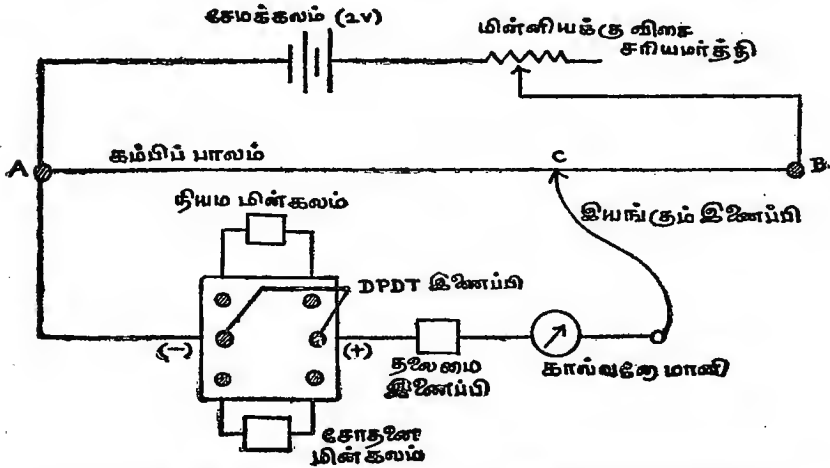 சேமக்கலம் (2V)
மின்னியக்கு விசை
சரியமர்த்தி
A
கம்பிப் பாலம்
C
B.
நியம மின்கலம்
இயங்கும் இணைப்பி
DPDT இணைப்பி
(-)
(+)
தலைமை
இணைப்பி
கால்வனோ மானி
சோதனை
மின்கலம்